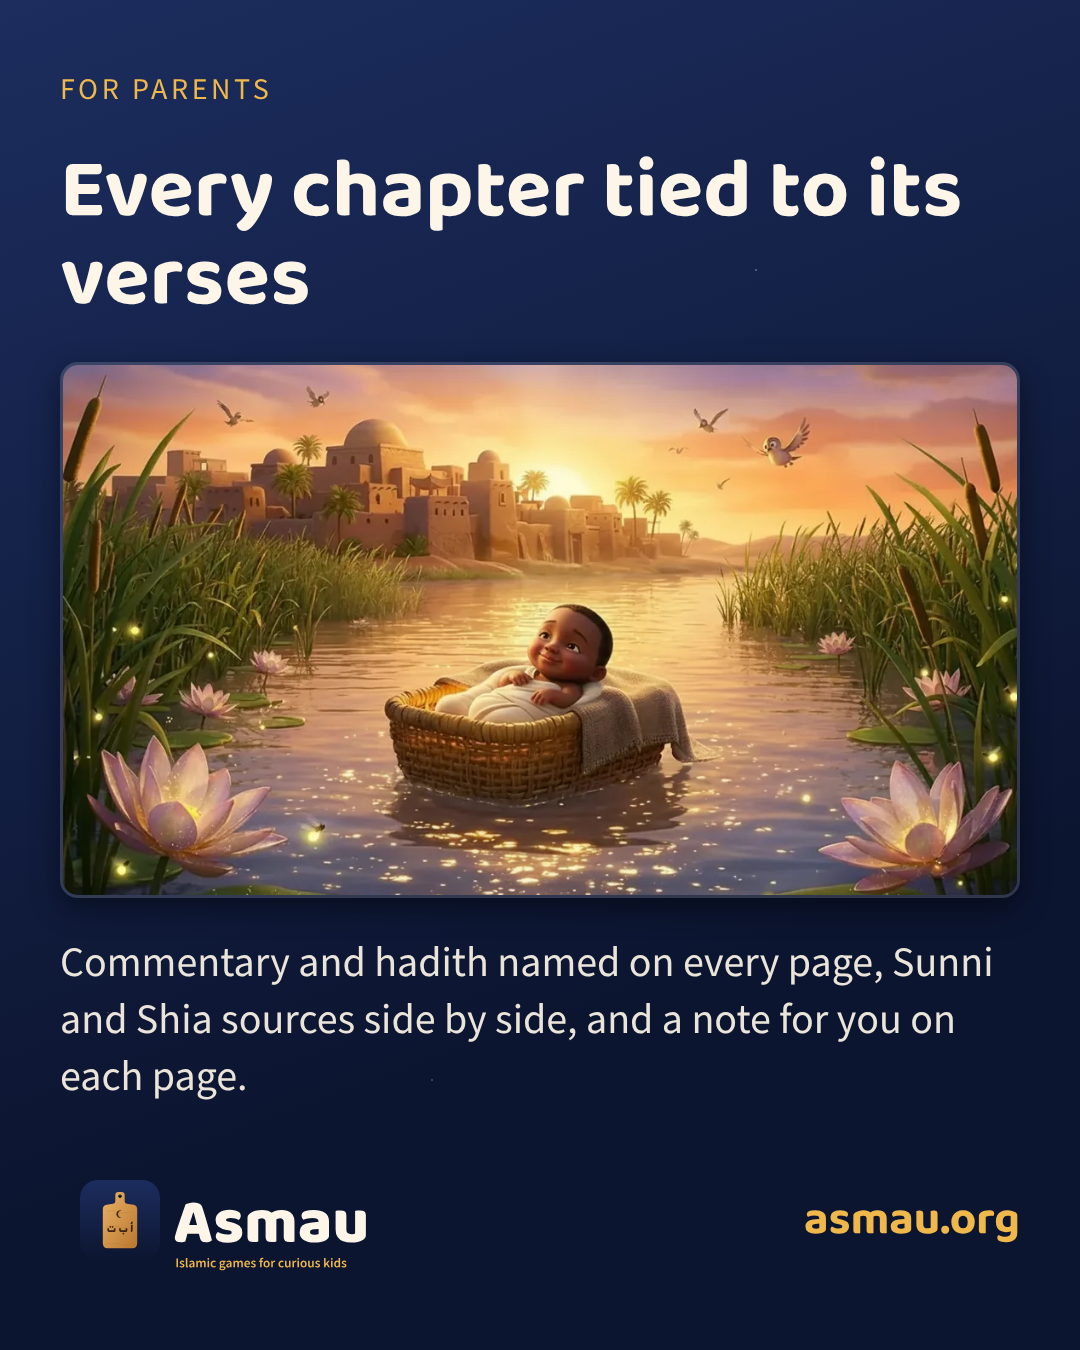 FOR PARENTS
Every chapter tied to its
verses
Commentary and hadith named on every page, Sunni
and Shia sources side by side, and a note for you on
each page.
أ ب ت
Asmau
Islamic games for curious kids
asmau.org